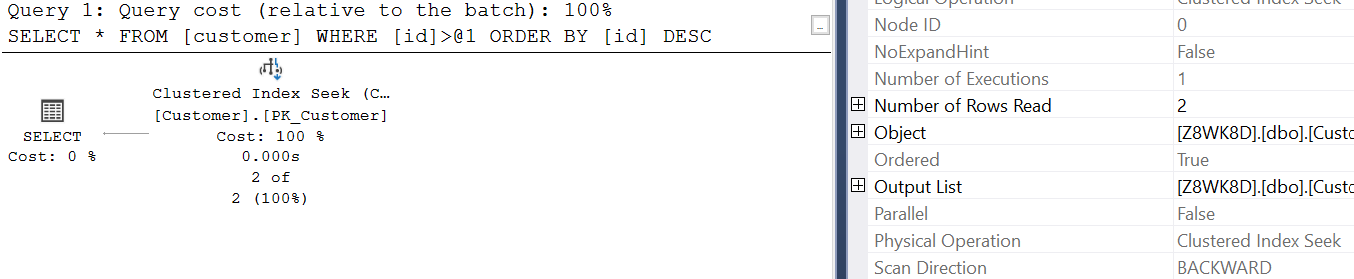 Query 1: Query cost (relative to the batch): 100%
SELECT * FROM [customer] WHERE [id]>@1 ORDER BY [id] DESC
Clustered Index Seek (C…
[Customer].[PK_Customer]
Cost: 100 %
0.000s
2 of
2 (100%)
SELECT
Cost: 0 %
Logical Operation Clustered Index Seek
Node ID 0
NoExpandHint False
Number of Executions 1
Number of Rows Read 2
Object [Z8WK8D].[dbo].[Custo
Ordered True
Output List [Z8WK8D].[dbo].[Custo
Parallel False
Physical Operation Clustered Index Seek
Scan Direction BACKWARD